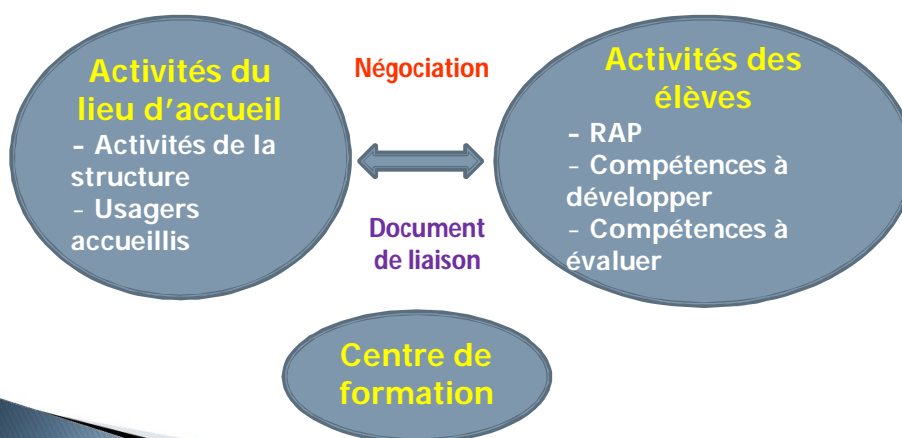 Activités du
lieu d’accueil
- Activités de la
structure
- Usagers
accueillis
Négociation
Document
de liaison
Activités des
élèves
- RAP
- Compétences à
développer
- Compétences à
évaluer
Centre de
formation